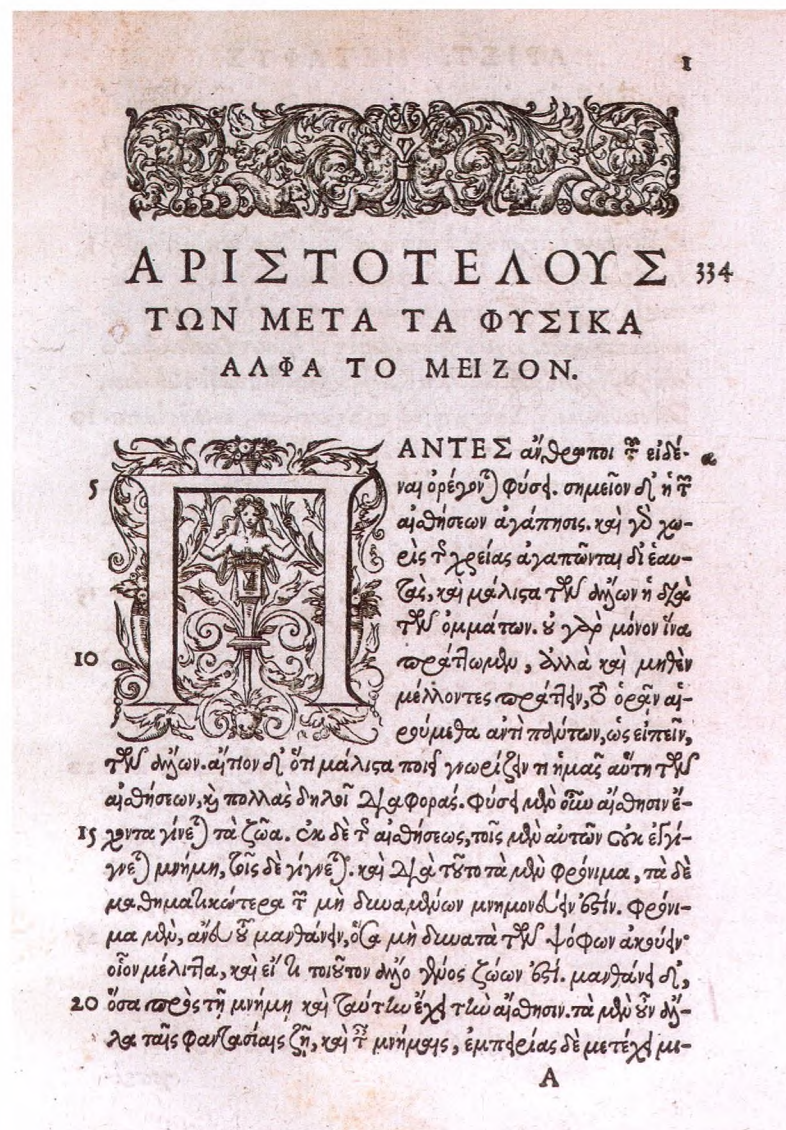 1
ΑΡΙΣΤΟΤΕΛΟΥΣ 334
ΤΩΝ ΜΕΤΑ ΤΑ ΦΥΣΙΚΑ
ΑΛΦΑ ΤΟ ΜΕΙΖΟΝ.
ΠΑΝΤΕΣ ἄνθρωποι τοῦ εἰδέ- α
5 ναι ὀρέγονται φύσει. σημεῖον δ' ἡ τῶν
αἰσθήσεων ἀγάπησις. καὶ γὰρ χω-
ρὶς τῆς χρείας ἀγαπῶνται δι' ἑαυ-
τὰς, καὶ μάλιστα τῶν ἄλλων ἡ διὰ
τῶν ὀμμάτων. οὐ γὰρ μόνον ἵνα
10 πράττωμεν, ἀλλὰ καὶ μηθὲν
μέλλοντες πράττειν, τὸ ὁρᾶν αἱ-
ρούμεθα ἀντὶ πάντων, ὡς εἰπεῖν,
τῶν ἄλλων. αἴτιον δ' ὅτι μάλιστα ποιεῖ γνωρίζειν τι ἡμᾶς αὕτη τῶν
αἰσθήσεων, καὶ πολλὰς δηλοῖ διαφοράς. φύσει μὲν οὖν αἴσθησιν ἔ-
15 χοντα γίνεται τὰ ζῶα. ἐκ δὲ τῆς αἰσθήσεως, τοῖς μὲν αὐτῶν οὐκ ἐγγί-
γνεται μνήμη, τοῖς δὲ γίγνεται. καὶ διὰ τοῦτο τὰ μὲν φρόνιμα, τὰ δὲ
μαθηματικώτερα τῶν μὴ δυναμένων μνημονεύειν ἐστίν. φρόνι-
μα μὲν, ἄνευ τοῦ μανθάνειν, ὅσα μὴ δυνατὰ τῶν ψόφων ἀκούειν·
οἷον μέλιττα, καὶ εἴ τι τοιοῦτον ἄλλο γένος ζώων ἐστί. μανθάνει δ',
20 ὅσα πρὸς τῇ μνήμῃ καὶ ταύτην ἔχει τὴν αἴσθησιν. τὰ μὲν οὖν ἄλ-
λα ταῖς φαντασίαις ζῇ, καὶ ταῖς μνήμαις, ἐμπειρίας δὲ μετέχει μι-
A